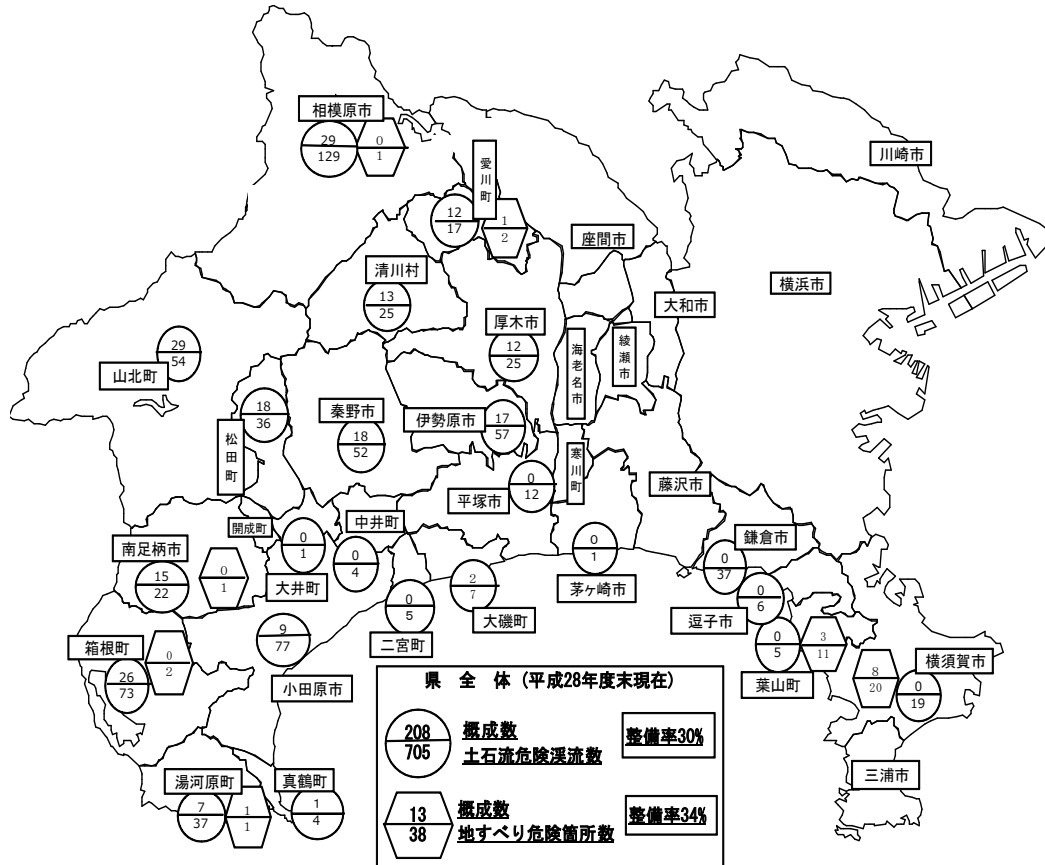 相模原市
29
129
0
1
川崎市
愛川町
12
17
1
2
座間市
清川村
13
25
大和市
横浜市
厚木市
12
25
海老名市
綾瀬市
29
54
山北町
18
36
松田町
秦野市
18
52
伊勢原市
17
57
寒川町
0
12
平塚市
藤沢市
開成町
0
1
大井町
中井町
0
4
南足柄市
15
22
0
1
0
1
茅ヶ崎市
鎌倉市
0
37
0
6
逗子市
2
7
大磯町
0
5
二宮町
箱根町
26
73
0
2
9
77
小田原市
0
5
3
11
葉山町
8
20
横須賀市
0
19
三浦市
湯河原町
7
37
1
1
真鶴町
1
4
県 全 体 (平成28年度末現在)
208
705
概成数
土石流危険渓流数
整備率30%
13
38
概成数
地すべり危険箇所数
整備率34%